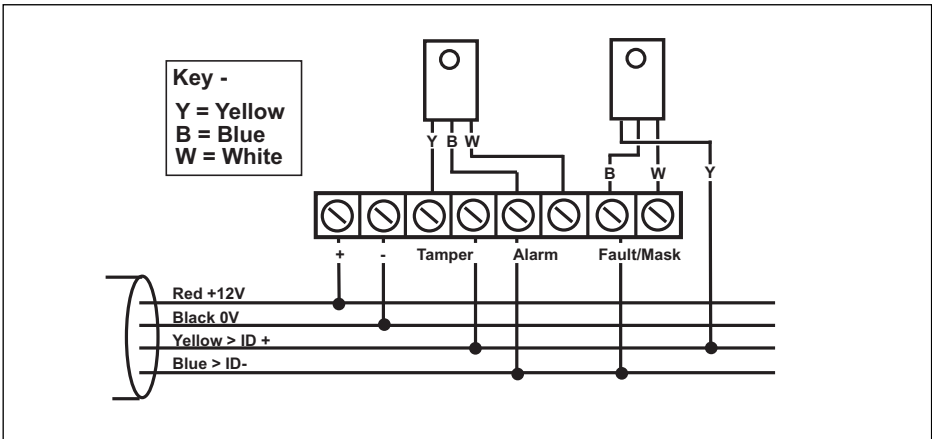 Key -
Y = Yellow
B = Blue
W = White
Y B W
B W Y
+ - Tamper Alarm Fault/Mask
Red +12V
Black 0V
Yellow > ID +
Blue > ID-